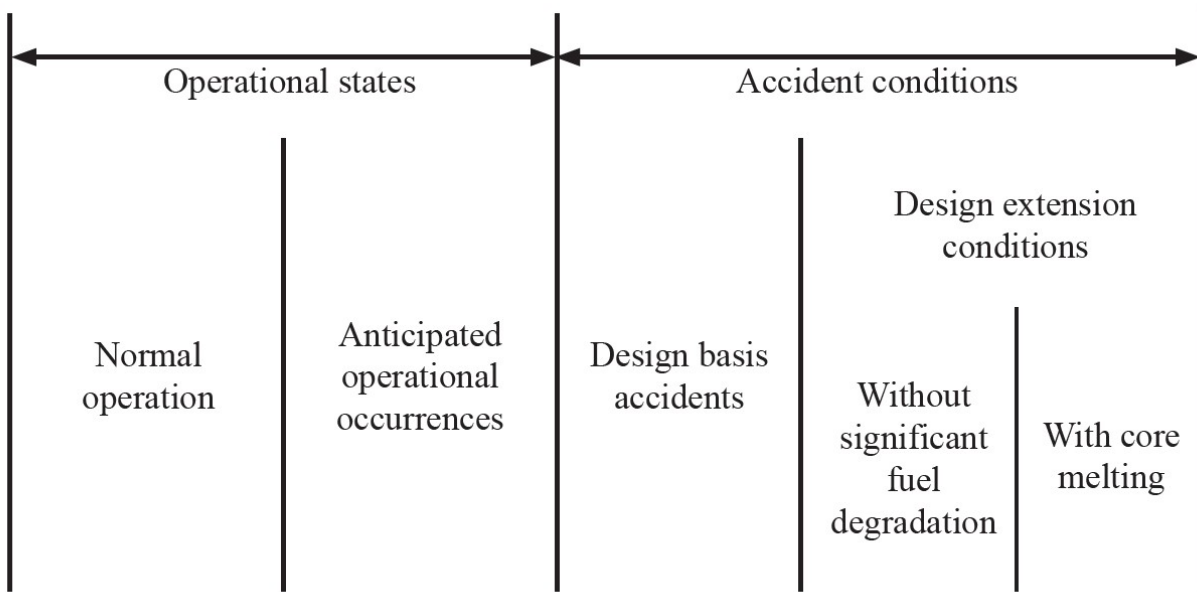 Operational states
Accident conditions
Normal
operation
Anticipated
operational
occurrences
Design basis
accidents
Design extension
conditions
Without
significant
fuel
degradation
With core
melting